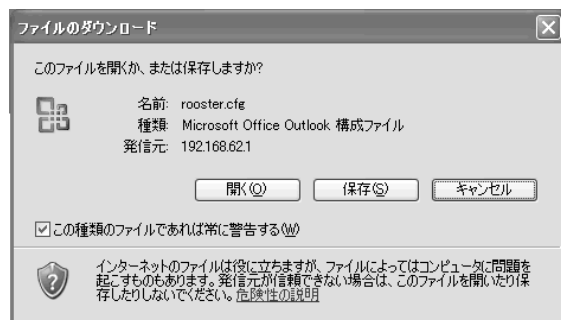 ファイルのダウンロード
このファイルを開くか、または保存しますか?
名前: rooster.cfg
種類: Microsoft Office Outlook 構成ファイル
発信元: 192.168.62.1
開く(O) 保存(S) キャンセル
この種類のファイルであれば常に警告する(W)
インターネットのファイルは役に立ちますが、ファイルによってはコンピュータに問題を
起こすものもあります。発信元が信頼できない場合は、このファイルを開いたり保
存したりしないでください。危険性の説明